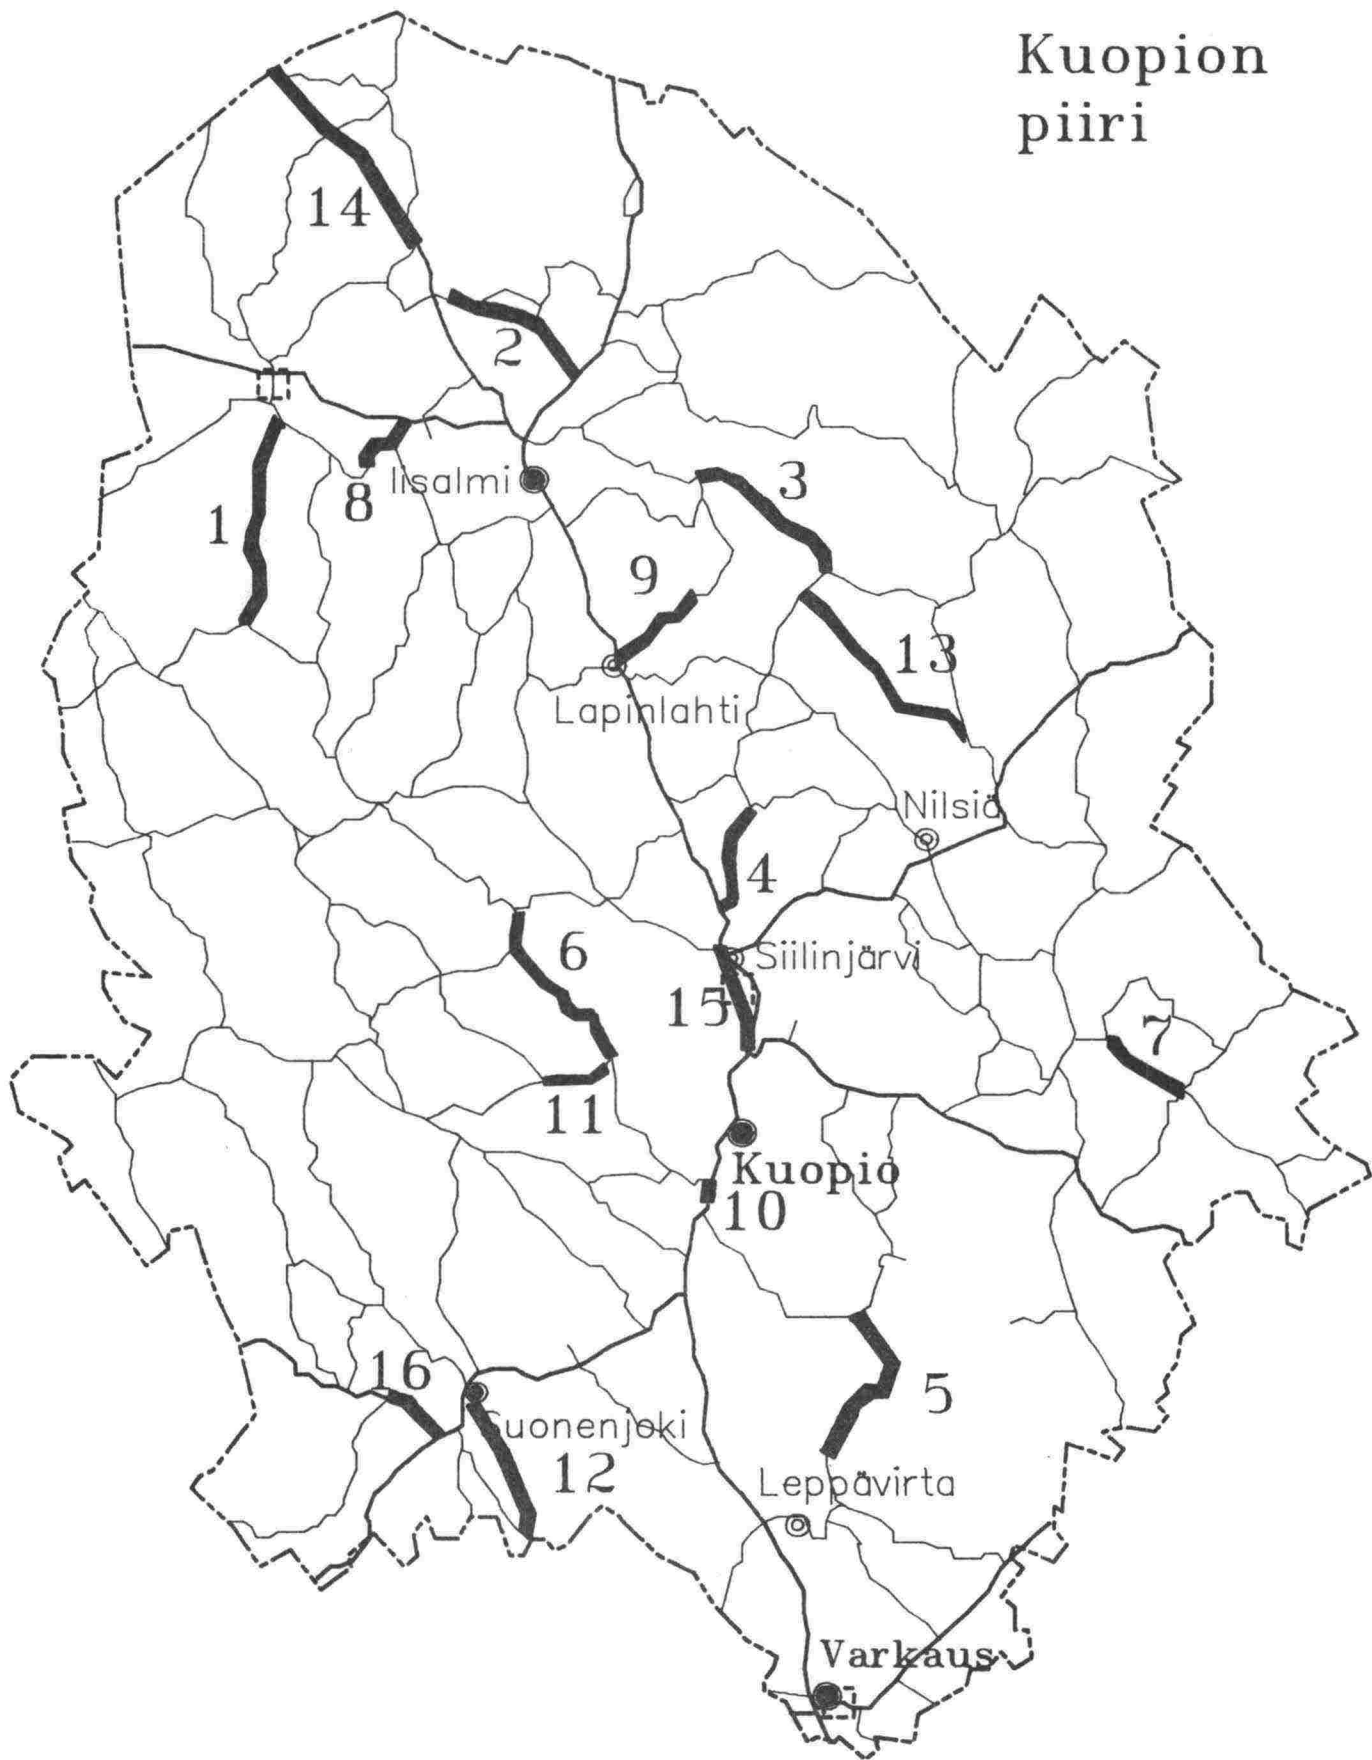 Kuopion
piiri
14
2
3
Iisalmi
8
1
9
13
Lapinlahti
Nilsiä
4
6
Siilinjärvi
15
7
11
Kuopio
10
16
5
Suonenjoki
12
Leppävirta
Varkaus